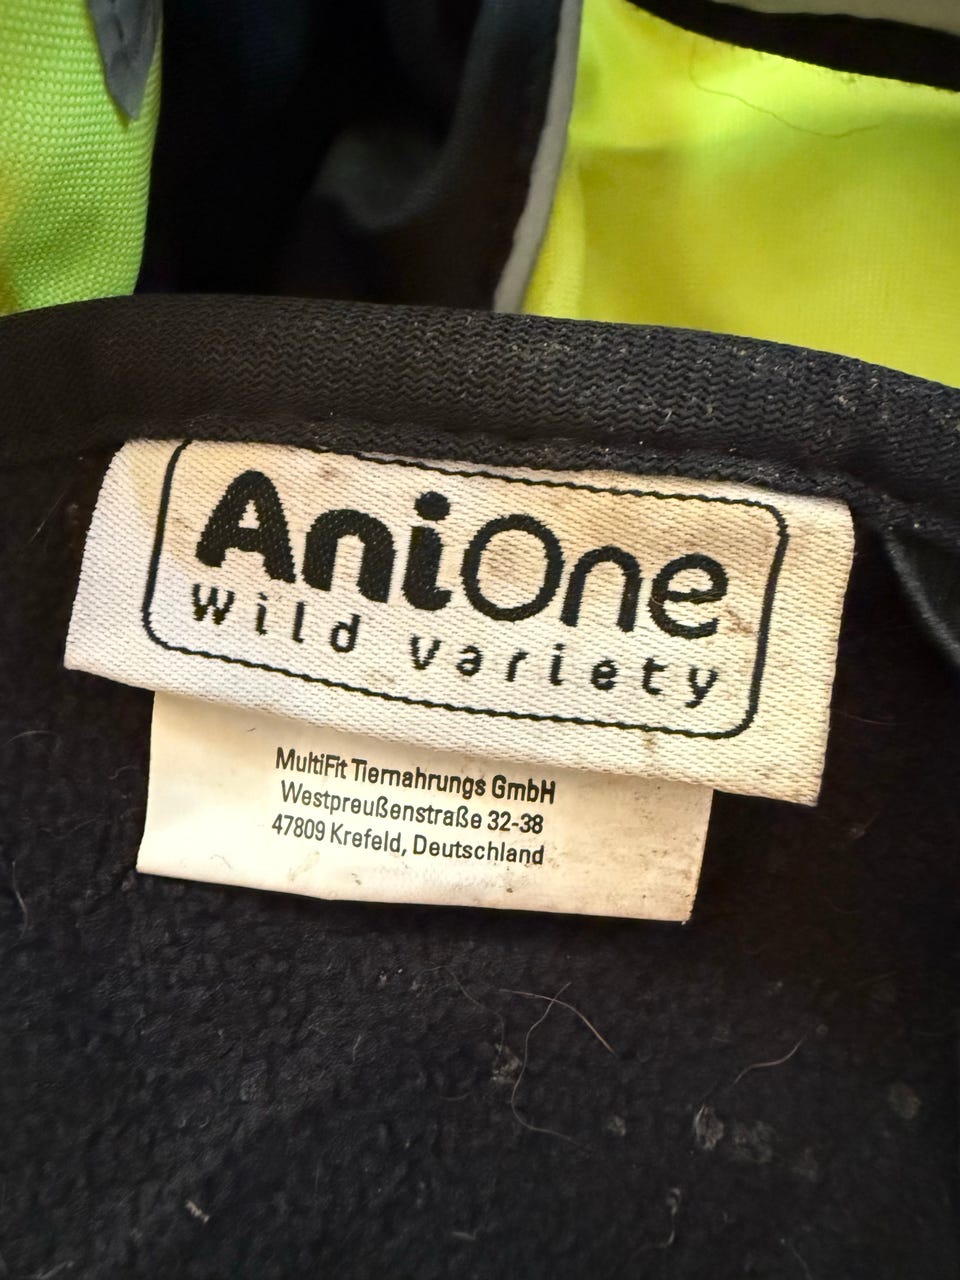 AniOne
Wild variety
MultiFit Tiernahrungs GmbH
Westpreußenstraße 32-38
47809 Krefeld, Deutschland